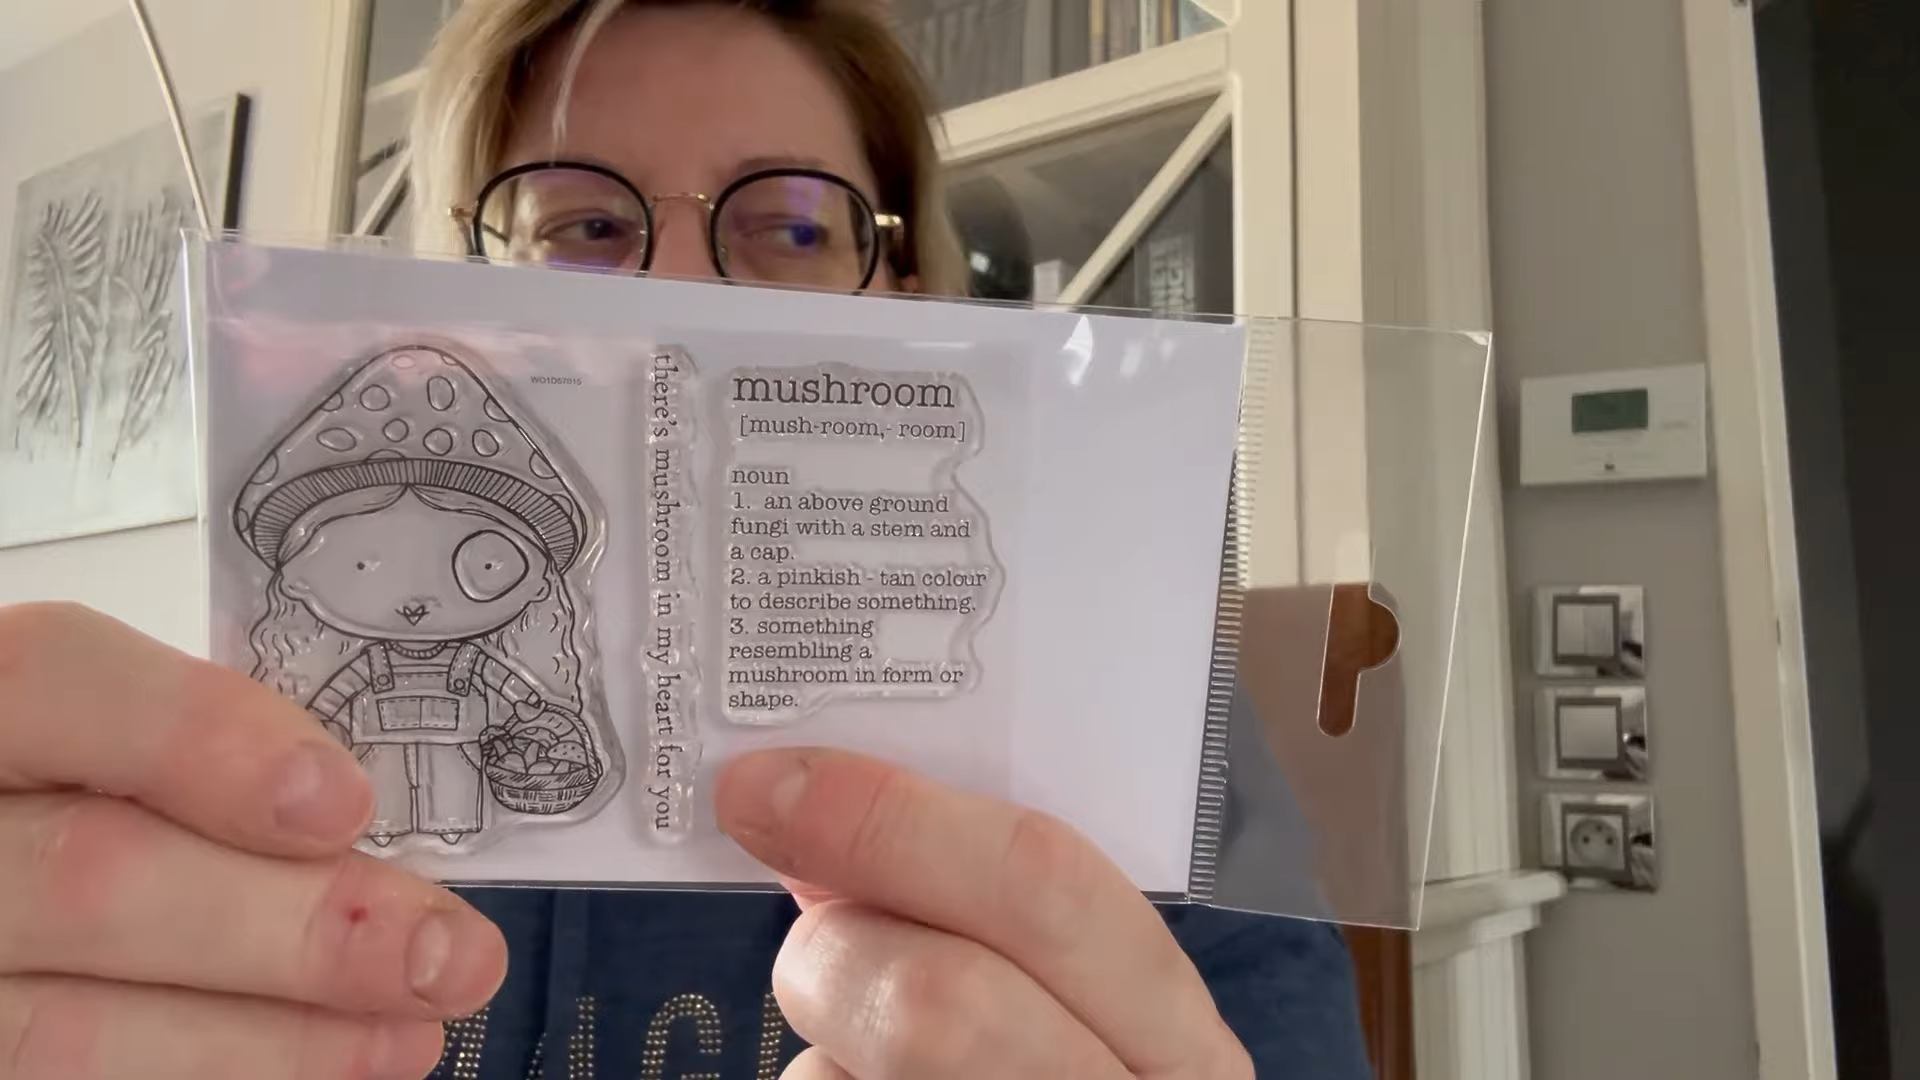 WO1D57015
there's mushroom in my heart for you
mushroom
[mush-room,- room]
noun
1. an above ground
fungi with a stem and
a cap.
2. a pinkish - tan colour
to describe something.
3. something
resembling a
mushroom in form or
shape.